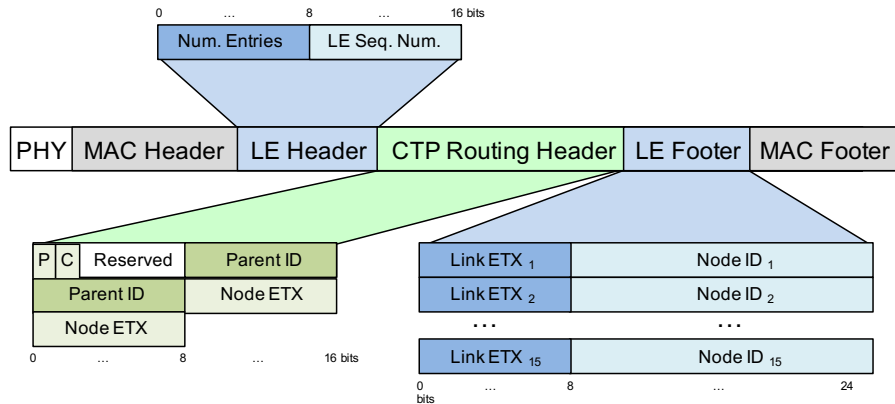 0 … 8 … 16 bits
Num. Entries LE Seq. Num.
PHY MAC Header LE Header CTP Routing Header LE Footer MAC Footer
P C Reserved Parent ID
Parent ID Node ETX
Node ETX
0 … 8 … 16 bits
Link ETX 1 Node ID 1
Link ETX 2 Node ID 2
... ...
Link ETX 15 Node ID 15
0 … 8 … 24
bits